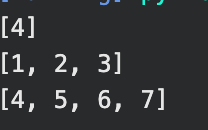 [4]
[1, 2, 3]
[4, 5, 6, 7]